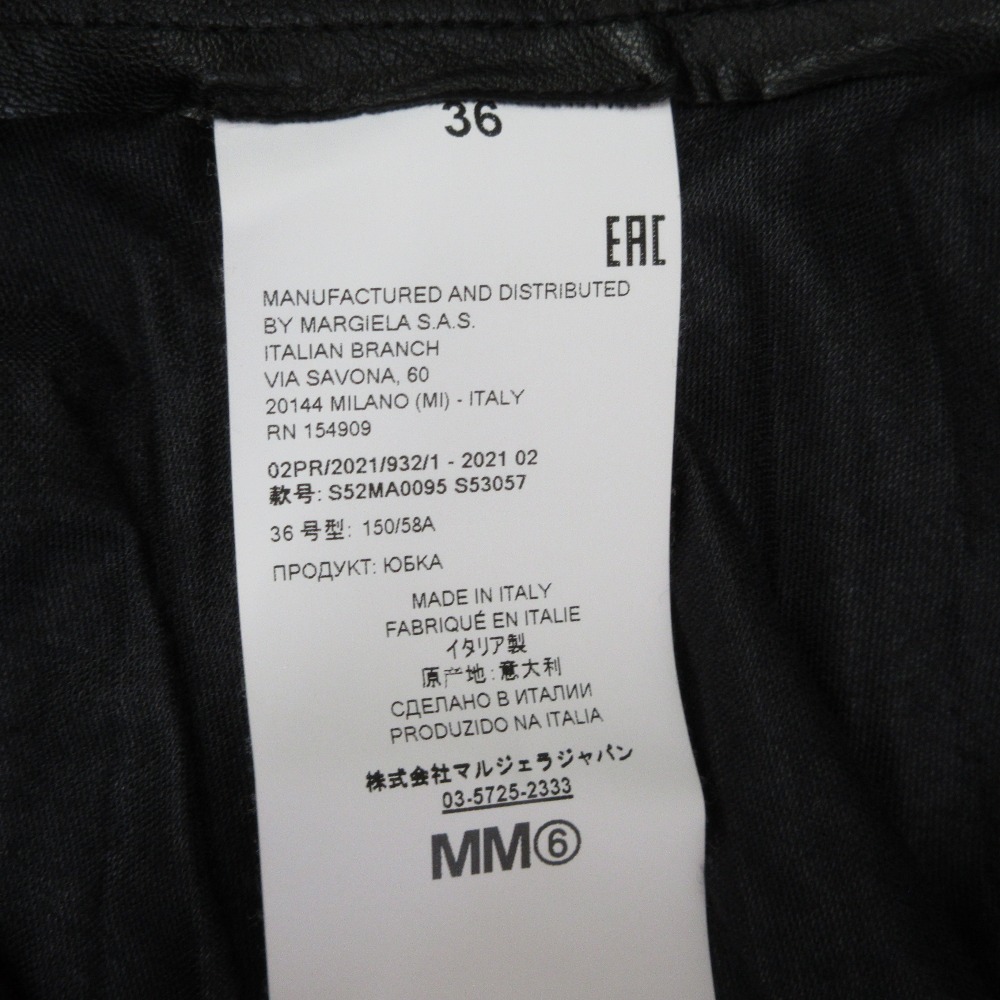 36
EAC
MANUFACTURED AND DISTRIBUTED
BY MARGIELA S.A.S.
ITALIAN BRANCH
VIA SAVONA, 60
20144 MILANO (MI) - ITALY
RN 154909
02PR/2021/932/1 - 2021 02
款号: S52MA0095 S53057
36 号型: 150/58A
ПРОДУКТ: ЮБКА
MADE IN ITALY
FABRIQUÉ EN ITALIE
イタリア製
原产地:意大利
СДЕЛАНО В ИТАЛИИ
PRODUZIDO NA ITALIA
株式会社マルジェラジャパン
03-5725-2333
MM⑥